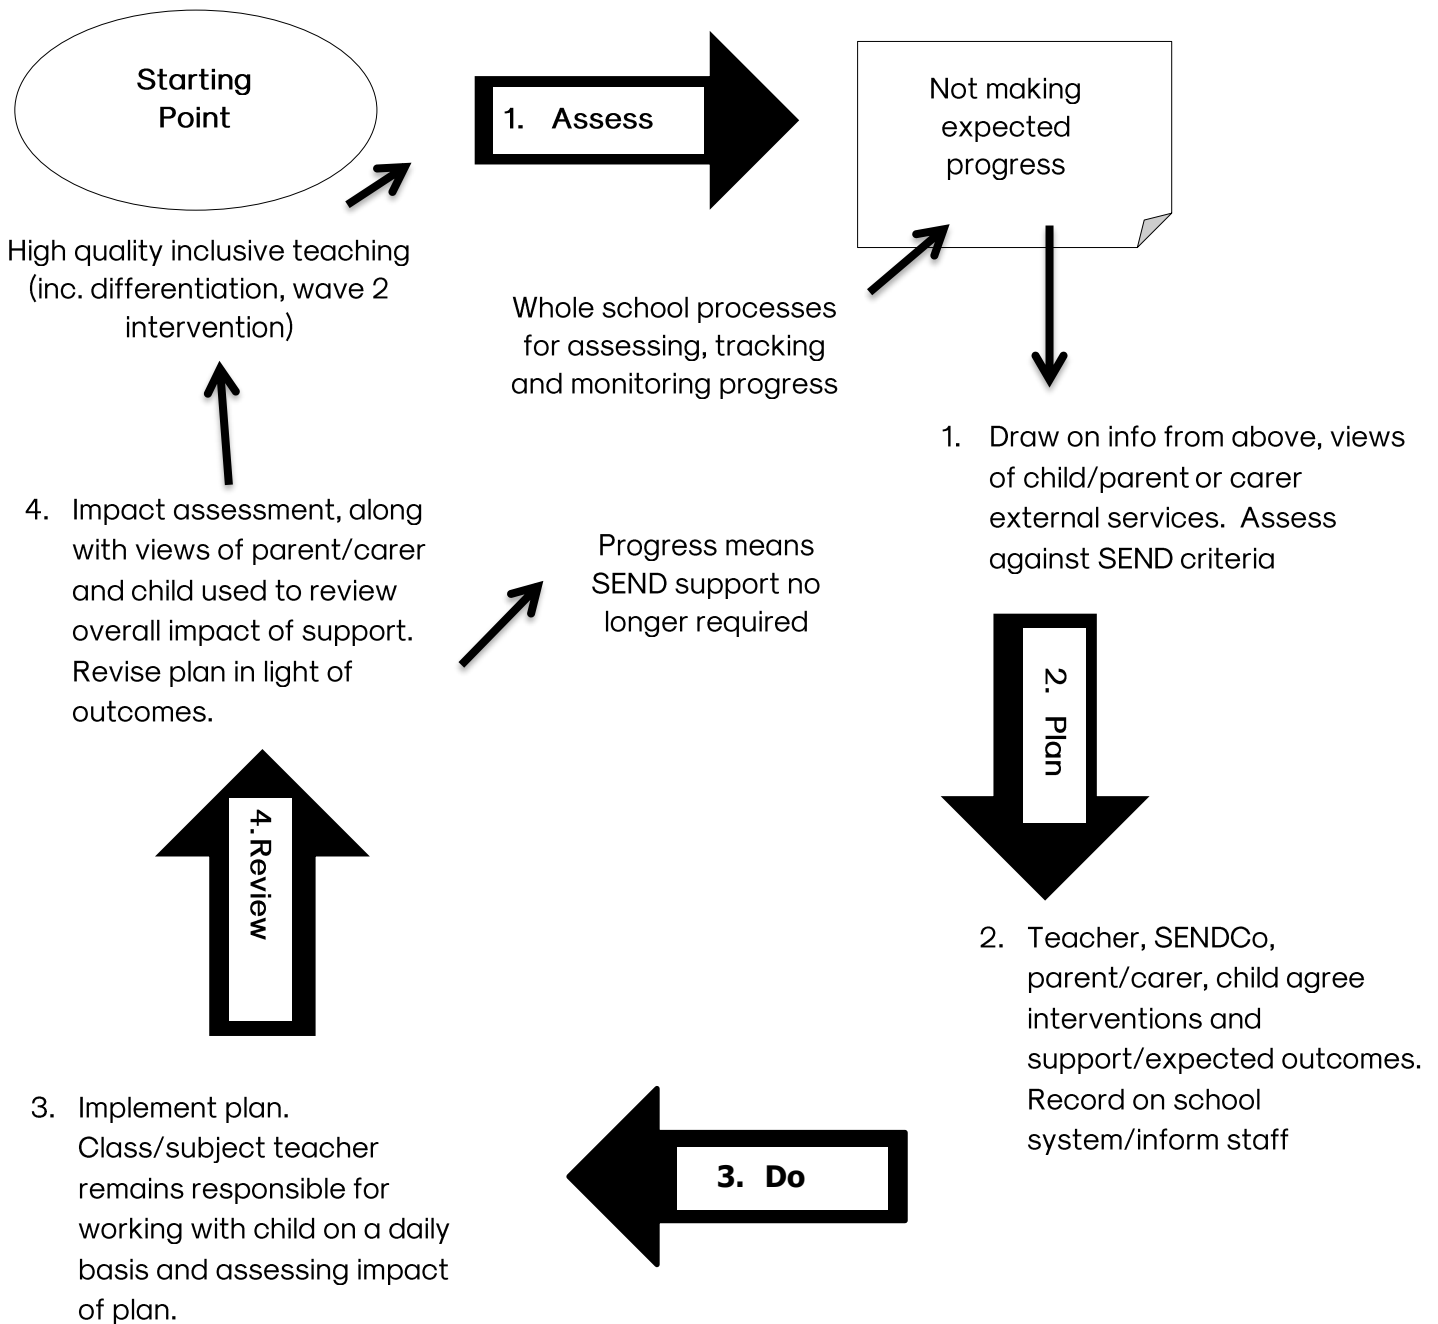 Starting
Point
1. Assess
Not making
expected
progress
High quality inclusive teaching
(inc. differentiation, wave 2
intervention)
Whole school processes
for assessing, tracking
and monitoring progress
1. Draw on info from above, views
of child/parent or carer
external services. Assess
against SEND criteria
2. Plan
2. Teacher, SENDCo,
parent/carer, child agree
interventions and
support/expected outcomes.
Record on school
system/inform staff
3. Do
3. Implement plan.
Class/subject teacher
remains responsible for
working with child on a daily
basis and assessing impact
of plan.
4. Review
4. Impact assessment, along
with views of parent/carer
and child used to review
overall impact of support.
Revise plan in light of
outcomes.
Progress means
SEND support no
longer required